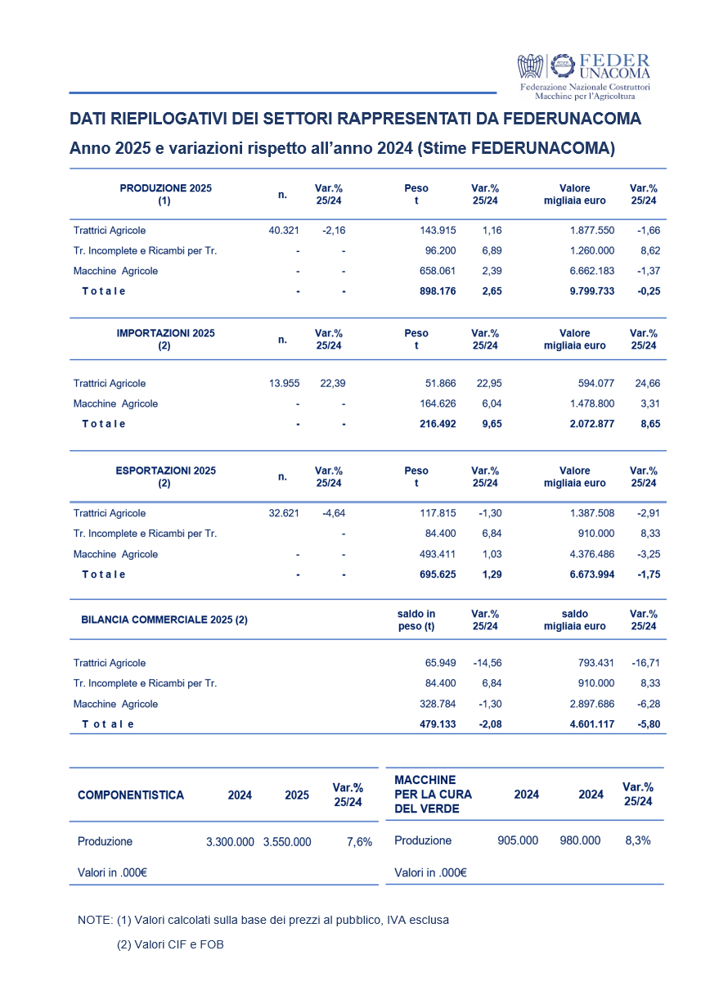 FEDER
UNACOMA
Federazione Nazionale Costruttori
Macchine per l'Agricoltura
DATI RIEPILOGATIVI DEI SETTORI RAPPRESENTATI DA FEDERUNACOMA
Anno 2025 e variazioni rispetto all'anno 2024 (Stime FEDERUNACOMA)
PRODUZIONE 2025 (1) n. Var.% 25/24 Peso t Var.% 25/24 Valore migliaia euro Var.% 25/24
Trattrici Agricole 40.321 -2,16 143.915 1,16 1.877.550 -1,66
Tr. Incomplete e Ricambi per Tr. - - 96.200 6,89 1.260.000 8,62
Macchine Agricole - - 658.061 2,39 6.662.183 -1,37
Totale - - 898.176 2,65 9.799.733 -0,25
IMPORTAZIONI 2025 (2) n. Var.% 25/24 Peso t Var.% 25/24 Valore migliaia euro Var.% 25/24
Trattrici Agricole 13.955 22,39 51.866 22,95 594.077 24,66
Macchine Agricole - - 164.626 6,04 1.478.800 3,31
Totale - - 216.492 9,65 2.072.877 8,65
ESPORTAZIONI 2025 (2) n. Var.% 25/24 Peso t Var.% 25/24 Valore migliaia euro Var.% 25/24
Trattrici Agricole 32.621 -4,64 117.815 -1,30 1.387.508 -2,91
Tr. Incomplete e Ricambi per Tr. - 84.400 6,84 910.000 8,33
Macchine Agricole - - 493.411 1,03 4.376.486 -3,25
Totale - - 695.625 1,29 6.673.994 -1,75
BILANCIA COMMERCIALE 2025 (2) saldo in peso (t) Var.% 25/24 saldo migliaia euro Var.% 25/24
Trattrici Agricole 65.949 -14,56 793.431 -16,71
Tr. Incomplete e Ricambi per Tr. 84.400 6,84 910.000 8,33
Macchine Agricole 328.784 -1,30 2.897.686 -6,28
Totale 479.133 -2,08 4.601.117 -5,80
COMPONENTISTICA 2024 2025 Var.% 25/24
Produzione 3.300.000 3.550.000 7,6%
Valori in .000€
MACCHINE PER LA CURA DEL VERDE 2024 2024 Var.% 25/24
Produzione 905.000 980.000 8,3%
Valori in .000€
NOTE: (1) Valori calcolati sulla base dei prezzi al pubblico, IVA esclusa
(2) Valori CIF e FOB